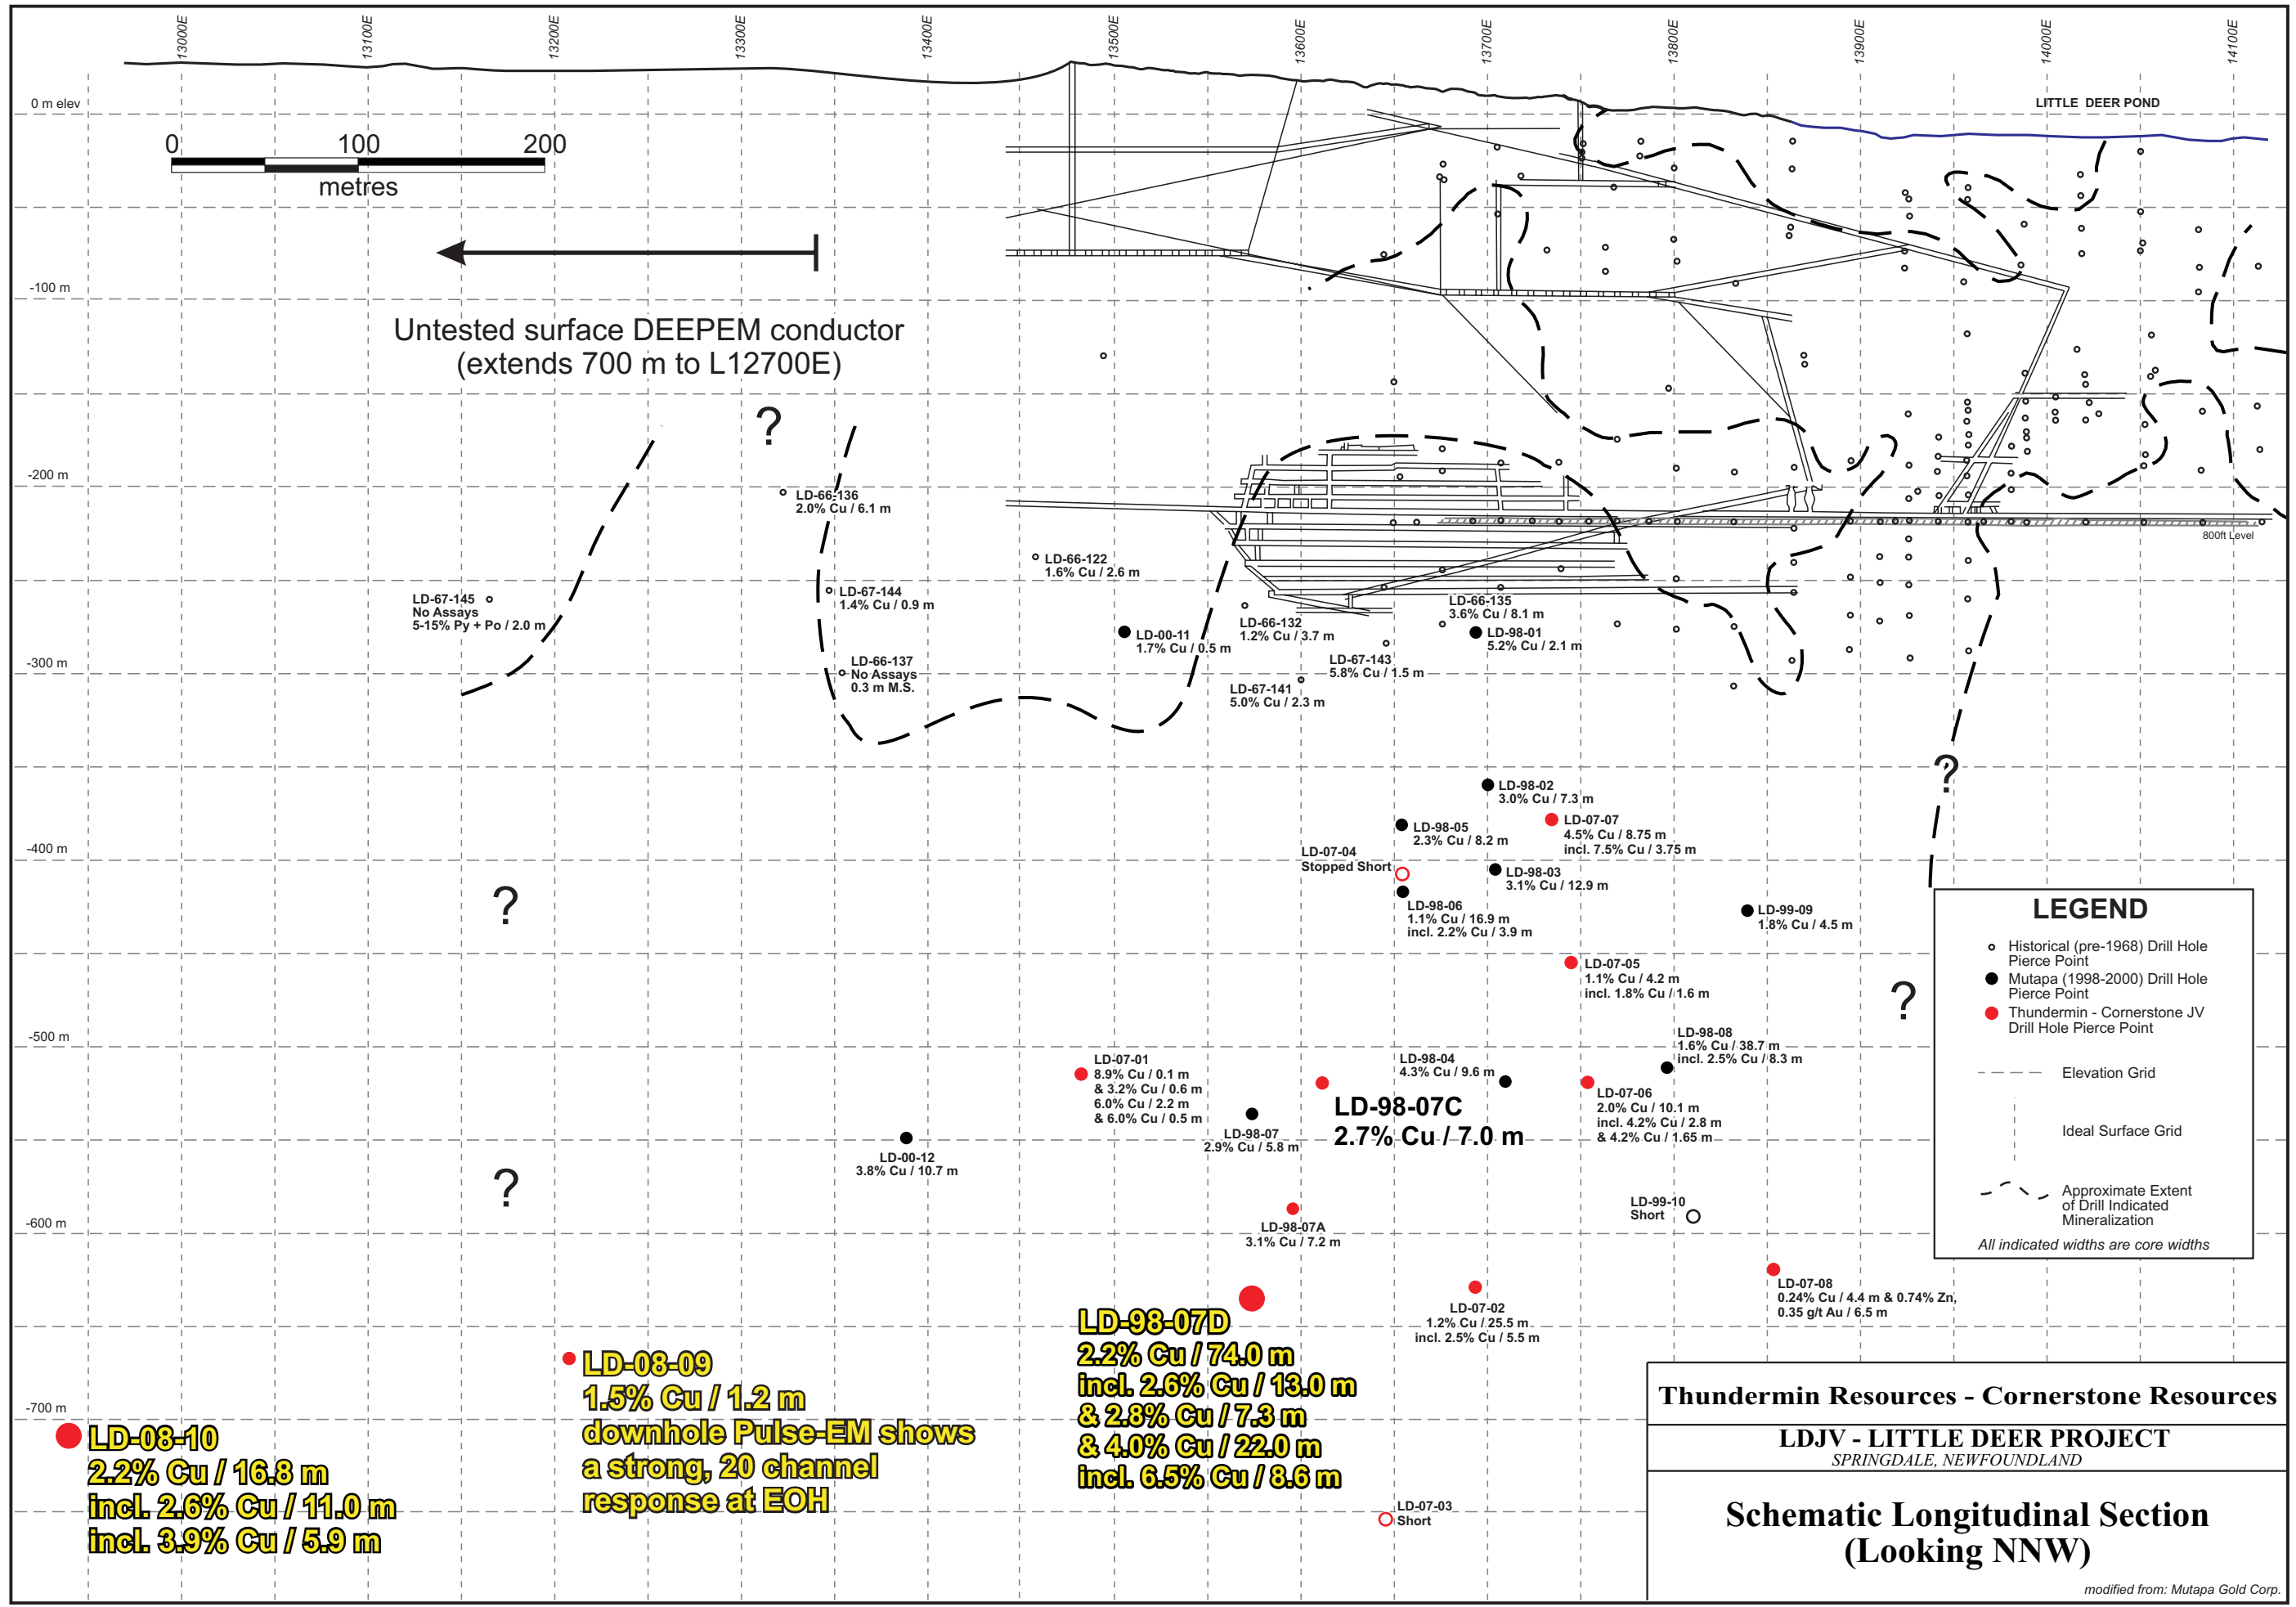 13000E
13100E
13200E
13300E
13400E
13500E
13600E
13700E
13800E
13900E
14000E
14100E
0 m elev
LITTLE DEER POND
0 100 200
metres
-100 m
Untested surface DEEPEM conductor
(extends 700 m to L12700E)
?
-200 m
LD-66-136
2.0% Cu / 6.1 m
800ft Level
LD-66-122
1.6% Cu / 2.6 m
LD-67-144
1.4% Cu / 0.9 m
LD-67-145
No Assays
5-15% Py + Po / 2.0 m
LD-66-135
3.6% Cu / 8.1 m
LD-66-132
1.2% Cu / 3.7 m
LD-00-11
1.7% Cu / 0.5 m
LD-98-01
5.2% Cu / 2.1 m
-300 m
LD-66-137
No Assays
0.3 m M.S.
LD-67-143
5.8% Cu / 1.5 m
LD-67-141
5.0% Cu / 2.3 m
?
LD-98-02
3.0% Cu / 7.3 m
LD-98-05
2.3% Cu / 8.2 m
LD-07-07
4.5% Cu / 8.75 m
incl. 7.5% Cu / 3.75 m
-400 m
LD-07-04
Stopped Short
LD-98-03
3.1% Cu / 12.9 m
?
LD-98-06
1.1% Cu / 16.9 m
incl. 2.2% Cu / 3.9 m
LD-99-09
1.8% Cu / 4.5 m
LD-07-05
1.1% Cu / 4.2 m
incl. 1.8% Cu / 1.6 m
?
LEGEND
Historical (pre-1968) Drill Hole
Pierce Point
Mutapa (1998-2000) Drill Hole
Pierce Point
Thundermin - Cornerstone JV
Drill Hole Pierce Point
Elevation Grid
Ideal Surface Grid
Approximate Extent
of Drill Indicated
Mineralization
All indicated widths are core widths
-500 m
LD-98-08
1.6% Cu / 38.7 m
incl. 2.5% Cu / 8.3 m
LD-07-01
8.9% Cu / 0.1 m
& 3.2% Cu / 0.6 m
6.0% Cu / 2.2 m
& 6.0% Cu / 0.5 m
LD-98-04
4.3% Cu / 9.6 m
LD-98-07C
2.7% Cu / 7.0 m
LD-07-06
2.0% Cu / 10.1 m
incl. 4.2% Cu / 2.8 m
& 4.2% Cu / 1.65 m
LD-98-07
2.9% Cu / 5.8 m
LD-00-12
3.8% Cu / 10.7 m
?
-600 m
LD-99-10
Short
LD-98-07A
3.1% Cu / 7.2 m
LD-07-08
0.24% Cu / 4.4 m & 0.74% Zn,
0.35 g/t Au / 6.5 m
LD-07-02
1.2% Cu / 25.5 m
incl. 2.5% Cu / 5.5 m
LD-98-07D
2.2% Cu / 74.0 m
incl. 2.6% Cu / 13.0 m
& 2.8% Cu / 7.3 m
& 4.0% Cu / 22.0 m
incl. 6.5% Cu / 8.6 m
LD-08-09
1.5% Cu / 1.2 m
downhole Pulse-EM shows
a strong, 20 channel
response at EOH
-700 m
LD-08-10
2.2% Cu / 16.8 m
incl. 2.6% Cu / 11.0 m
incl. 3.9% Cu / 5.9 m
LD-07-03
Short
Thundermin Resources - Cornerstone Resources
LDJV - LITTLE DEER PROJECT
SPRINGDALE, NEWFOUNDLAND
Schematic Longitudinal Section
(Looking NNW)
modified from: Mutapa Gold Corp.